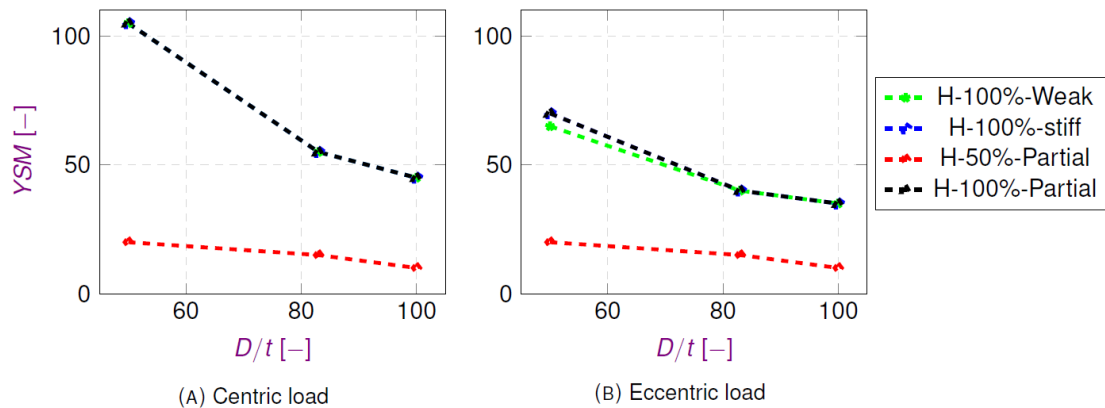 100
50
0
YSM [−]
60 80 100
D/t [−]
(A) Centric load
100
50
0
60 80 100
D/t [−]
(B) Eccentric load
H-100%-Weak
H-100%-stiff
H-50%-Partial
H-100%-Partial